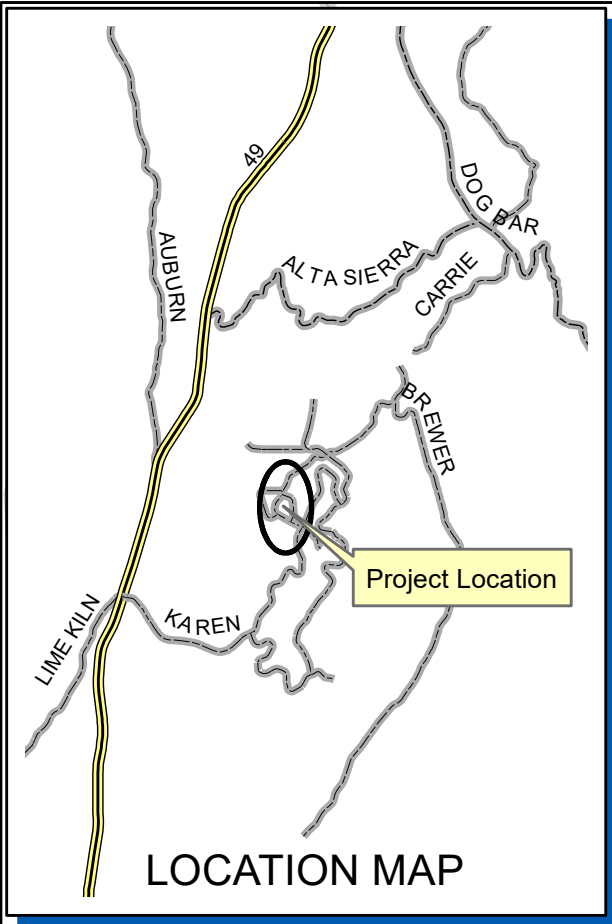 49
DOG BAR
AUBURN
ALTA SIERRA
CARRIE
BREWER
Project Location
KAREN
LIME KILN
LOCATION MAP